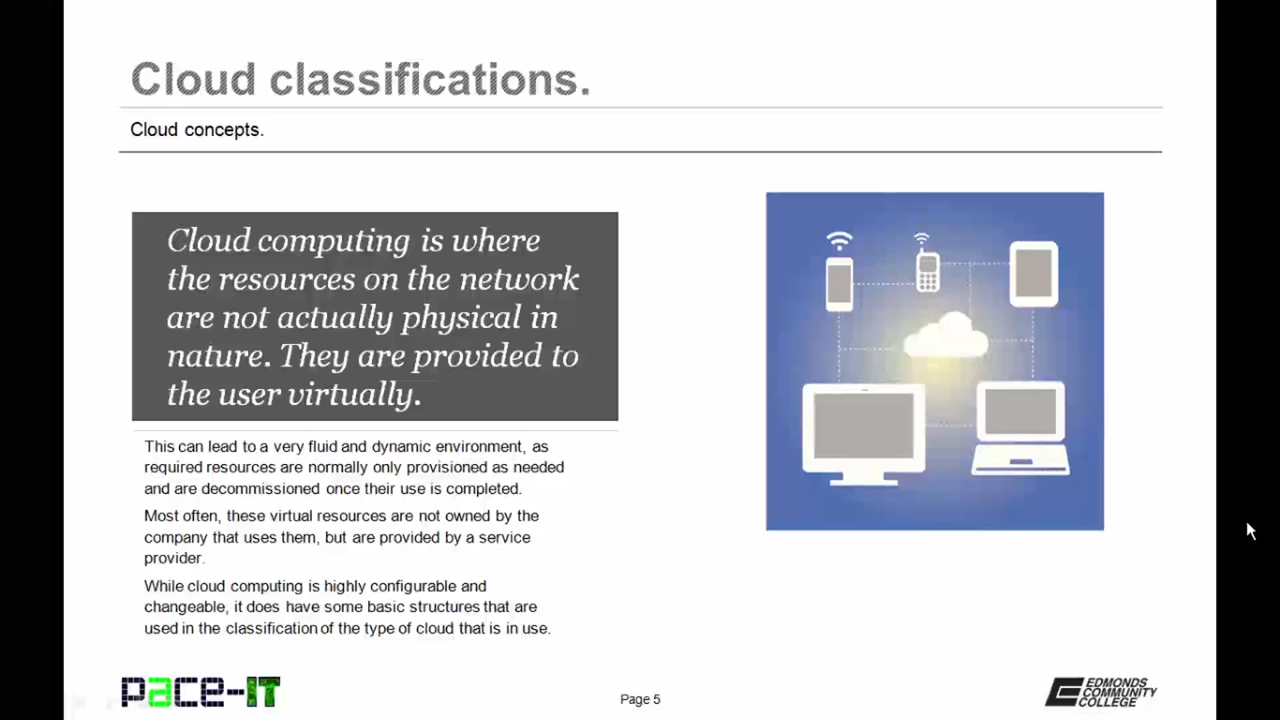 Cloud classifications.
Cloud concepts.
Cloud computing is where
the resources on the network
are not actually physical in
nature. They are provided to
the user virtually.
This can lead to a very fluid and dynamic environment, as
required resources are normally only provisioned as needed
and are decommissioned once their use is completed.
Most often, these virtual resources are not owned by the
company that uses them, but are provided by a service
provider.
While cloud computing is highly configurable and
changeable, it does have some basic structures that are
used in the classification of the type of cloud that is in use.
pace-IT
Page 5
EDMONDS
COMMUNITY
COLLEGE